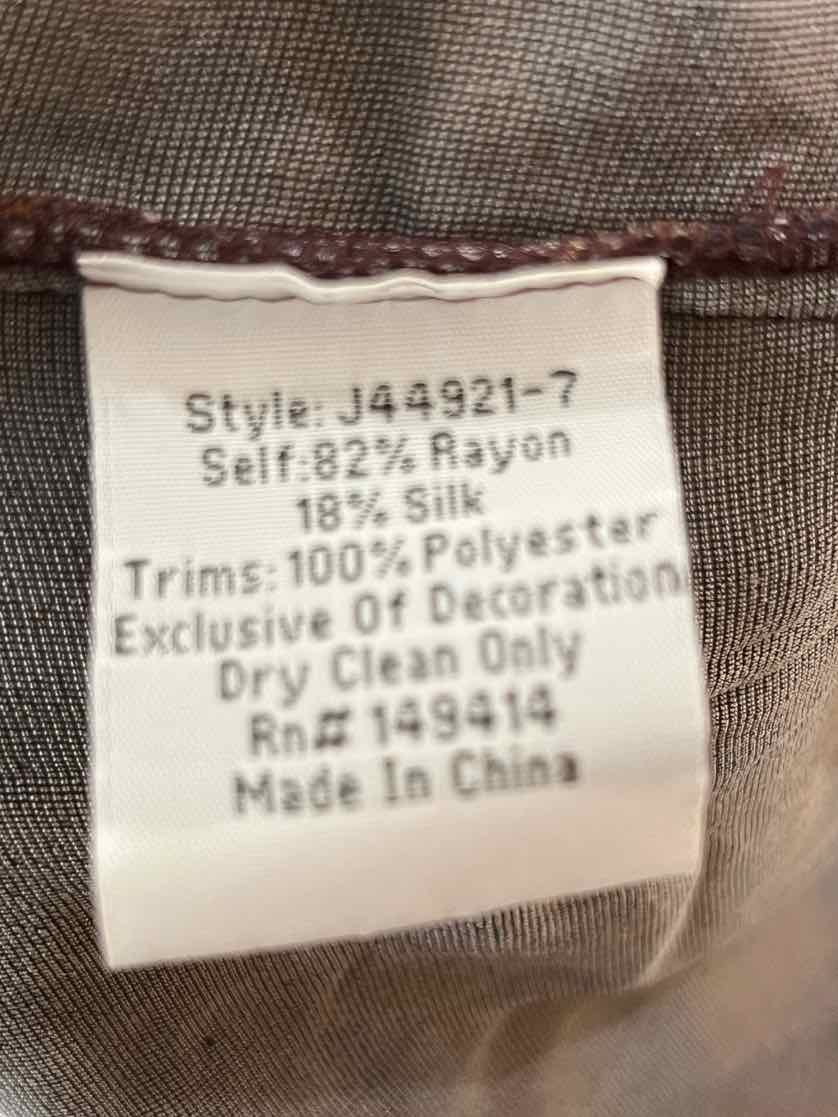 Style: J44921-7
Self:82% Rayon
18% Silk
Trims: 100% Polyester
Exclusive Of Decoration
Dry Clean Only
Rn# 149414
Made In China